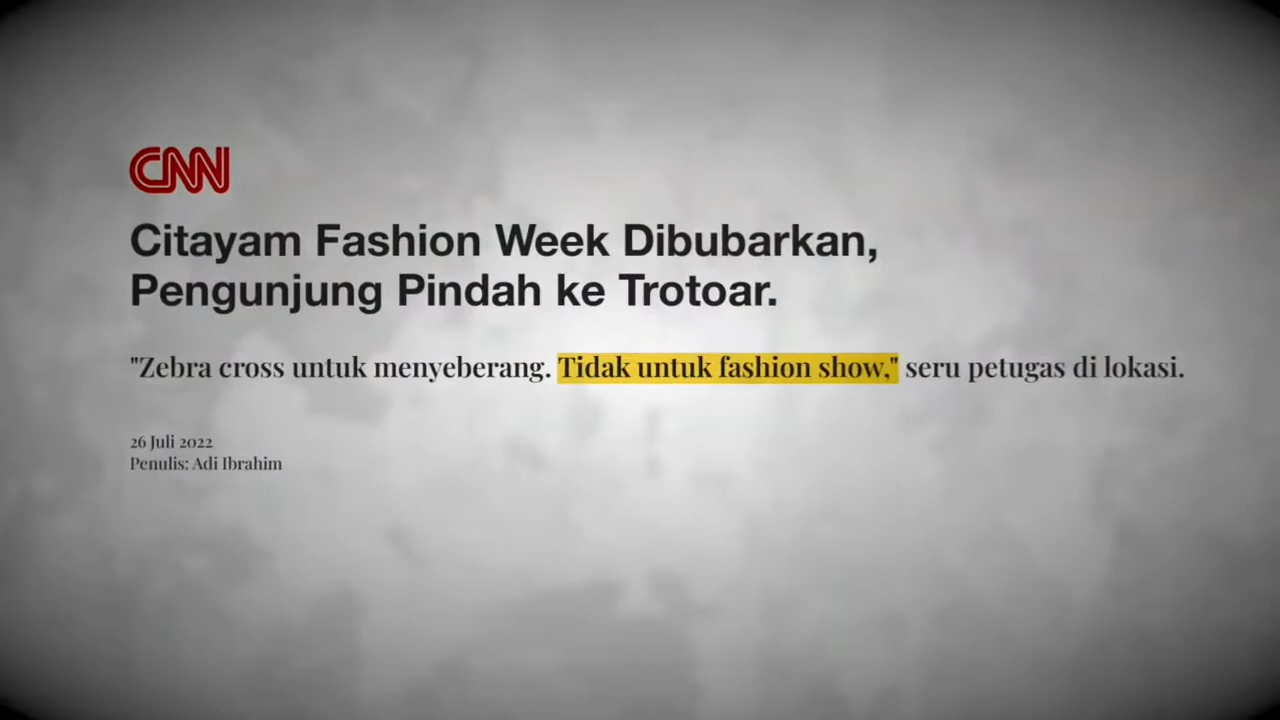 CNN
Citayam Fashion Week Dibubarkan,
Pengunjung Pindah ke Trotoar.
"Zebra cross untuk menyeberang. Tidak untuk fashion show," seru petugas di lokasi.
26 Juli 2022
Penulis: Adi Ibrahim